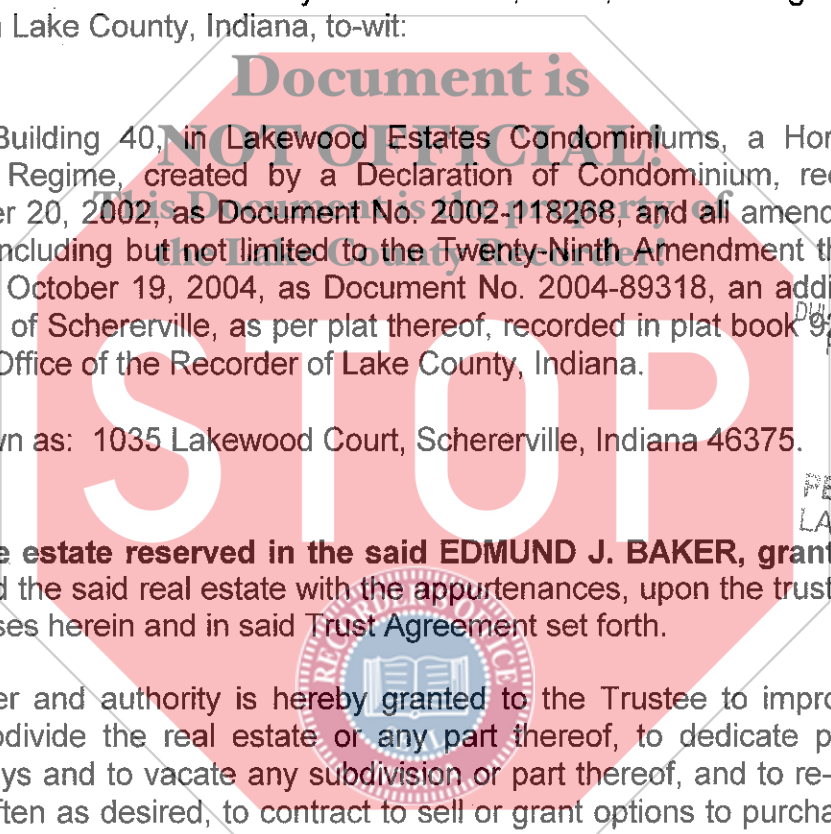 Lake County, Indiana, to-wit:
Document is
Building 40, in Lakewood Estates Condominiums, a Hor
NOT OFFICIAL!
Regime, created by a Declaration of Condominium, rec
This Document is the property of
er 20, 2002, as Document No. 2002-118268, and all amend
the Lake County Recorder!
ncluding but not limited to the Twenty-Ninth Amendment th
October 19, 2004, as Document No. 2004-89318, an addi
of Schererville, as per plat thereof, recorded in plat book 9
Office of the Recorder of Lake County, Indiana.
STOP
wn as: 1035 Lakewood Court, Schererville, Indiana 46375.
PE
LA
e estate reserved in the said EDMUND J. BAKER, grant
d the said real estate with the appurtenances, upon the trust
ses herein and in said Trust Agreement set forth.
RECORDER'S OFFICE
er and authority is hereby granted to the Trustee to impro
odivide the real estate or any part thereof, to dedicate p
ys and to vacate any subdivision or part thereof, and to re-
ften as desired, to contract to sell or grant options to purcha